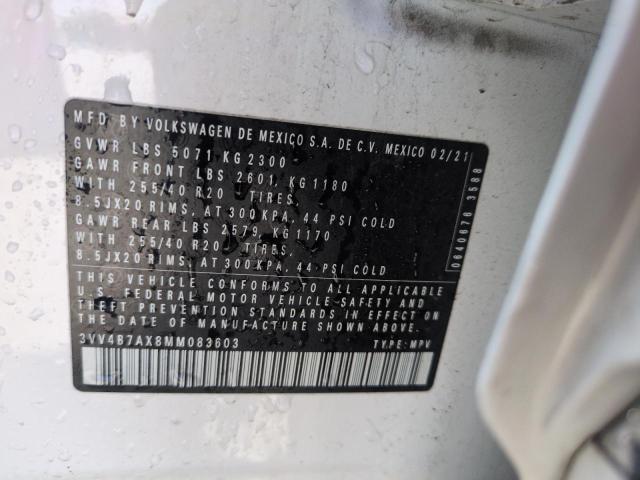 MFD BY VOLKSWAGEN DE MEXICO S.A. DE C.V. MEXICO 02/21
GVWR LBS 5071 KG 2300
GAWR FRONT LBS 2601, KG 1180
WITH 255/40 R20 TIRES,
8.5JX20 RIMS, AT 300 KPA, 44 PSI COLD
GAWR REAR LBS 2579, KG 1170
WITH 255/40 R20 TIRES,
8.5JX20 RIMS, AT 300 KPA, 44 PSI COLD
THIS VEHICLE CONFORMS TO ALL APPLICABLE
U.S. FEDERAL MOTOR VEHICLE SAFETY AND
THEFT PREVENTION STANDARDS IN EFFECT ON
THE DATE OF MANUFACTURE SHOWN ABOVE.
3VV4B7AX8MM083603 TYPE: MPV
0640676 3588